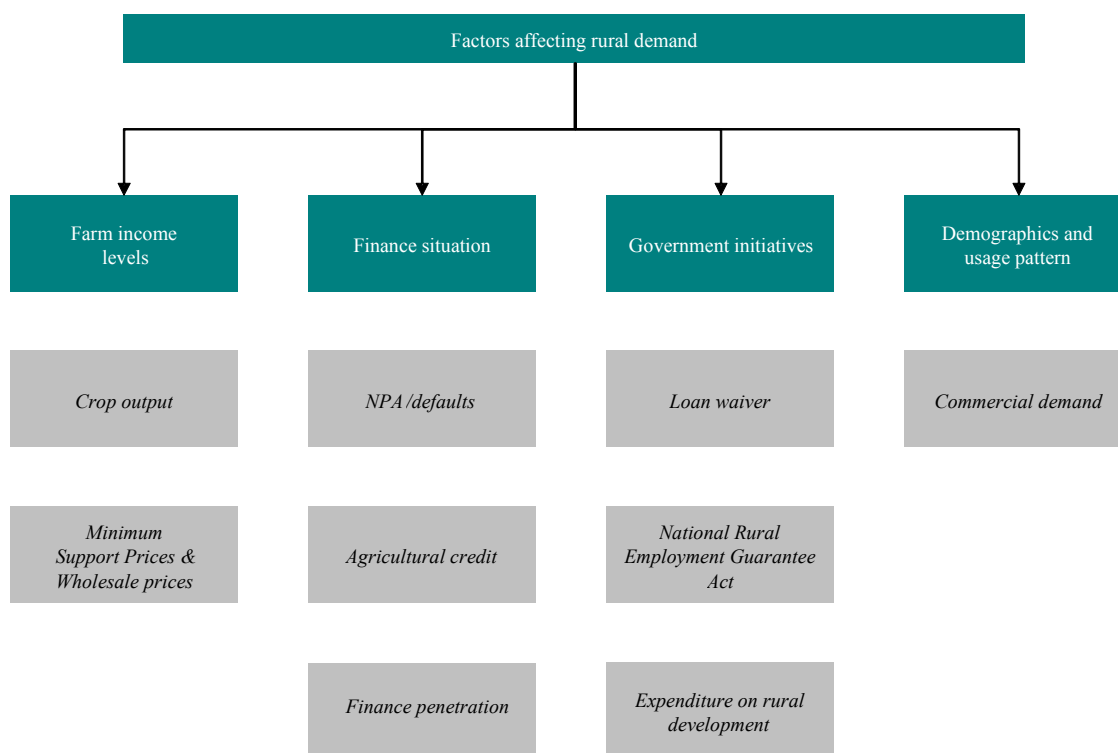 Factors affecting rural demand
Farm income
levels
Finance situation
Government initiatives
Demographics and
usage pattern
Crop output
NPA /defaults
Loan waiver
Commercial demand
Minimum
Support Prices &
Wholesale prices
Agricultural credit
National Rural
Employment Guarantee
Act
Finance penetration
Expenditure on rural
development